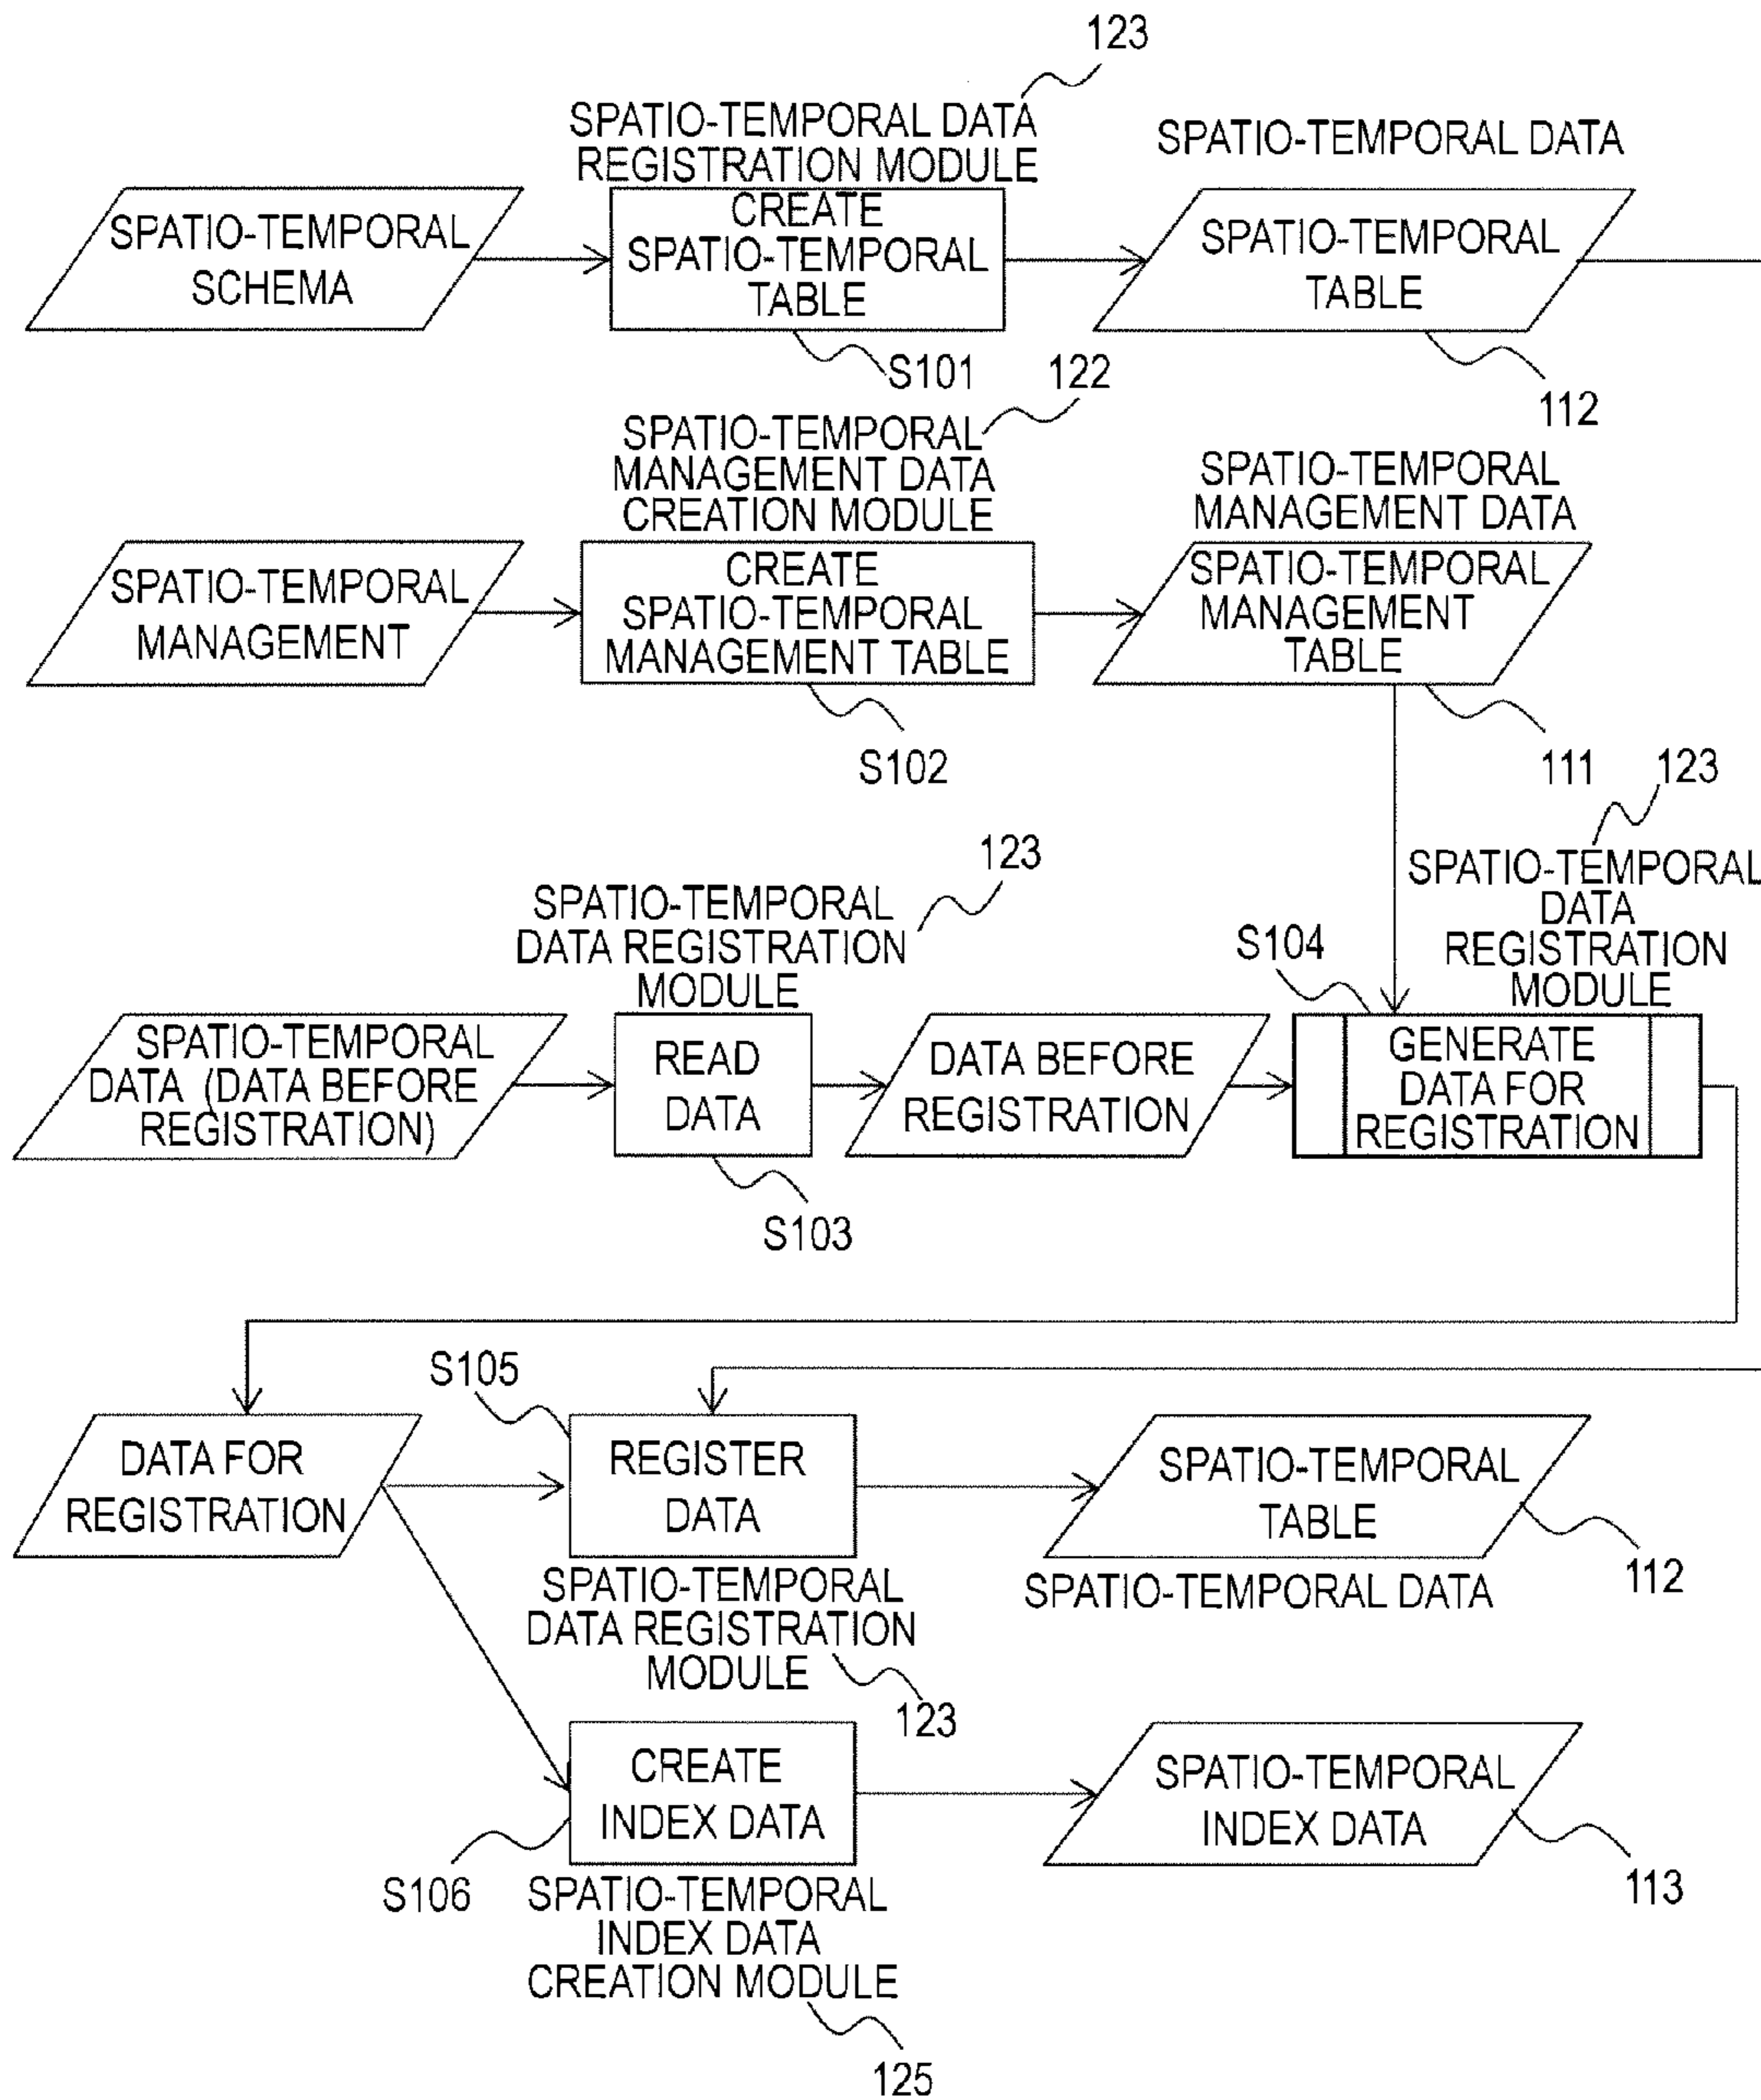 123
SPATIO-TEMPORAL DATA
REGISTRATION MODULE
SPATIO-TEMPORAL DATA
SPATIO-TEMPORAL
SCHEMA
CREATE
SPATIO-TEMPORAL
TABLE
SPATIO-TEMPORAL
TABLE
S101
112
122
SPATIO-TEMPORAL
MANAGEMENT DATA
CREATION MODULE
SPATIO-TEMPORAL
MANAGEMENT DATA
SPATIO-TEMPORAL
MANAGEMENT
CREATE
SPATIO-TEMPORAL
MANAGEMENT TABLE
SPATIO-TEMPORAL
MANAGEMENT
TABLE
S102
111
123
123
SPATIO-TEMPORAL
DATA REGISTRATION
MODULE
S104
SPATIO-TEMPORAL
DATA
REGISTRATION
MODULE
SPATIO-TEMPORAL
DATA (DATA BEFORE
REGISTRATION)
READ
DATA
DATA BEFORE
REGISTRATION
GENERATE
DATA FOR
REGISTRATION
S103
S105
DATA FOR
REGISTRATION
REGISTER
DATA
SPATIO-TEMPORAL
TABLE
SPATIO-TEMPORAL
DATA REGISTRATION
MODULE
123
SPATIO-TEMPORAL DATA
112
CREATE
INDEX DATA
SPATIO-TEMPORAL
INDEX DATA
S106
113
SPATIO-TEMPORAL
INDEX DATA
CREATION MODULE
125